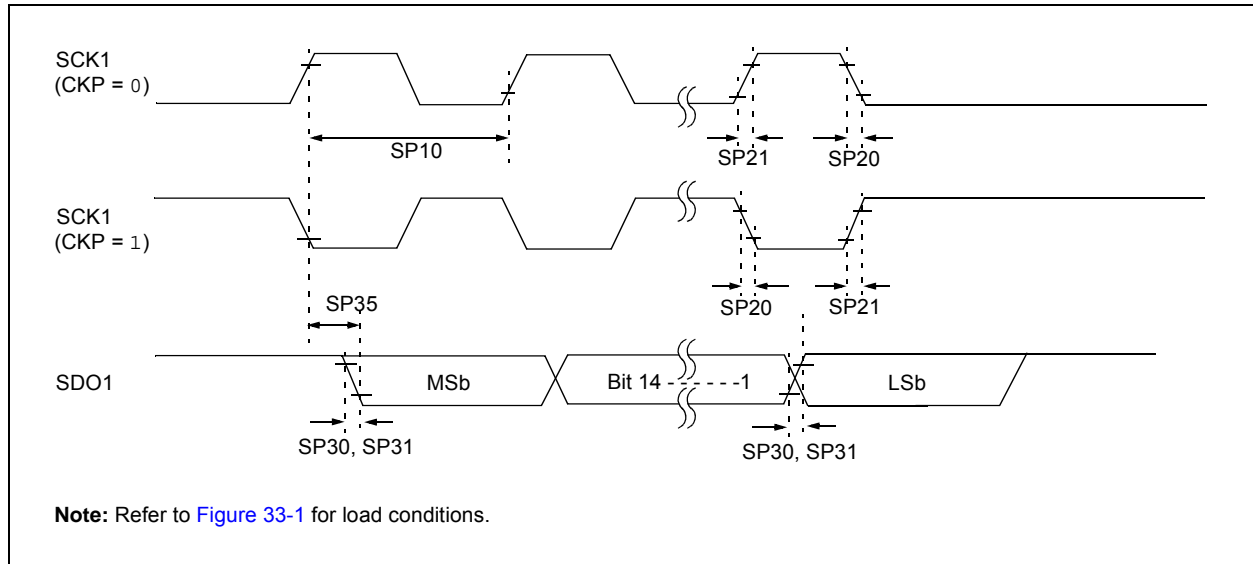 SCK1
(CKP = 0)
SP10
SP21
SP20
SCK1
(CKP = 1)
SP35
SP20
SP21
SDO1
MSb
Bit 14 - - - - - -1
LSb
SP30, SP31
SP30, SP31
Note: Refer to Figure 33-1 for load conditions.